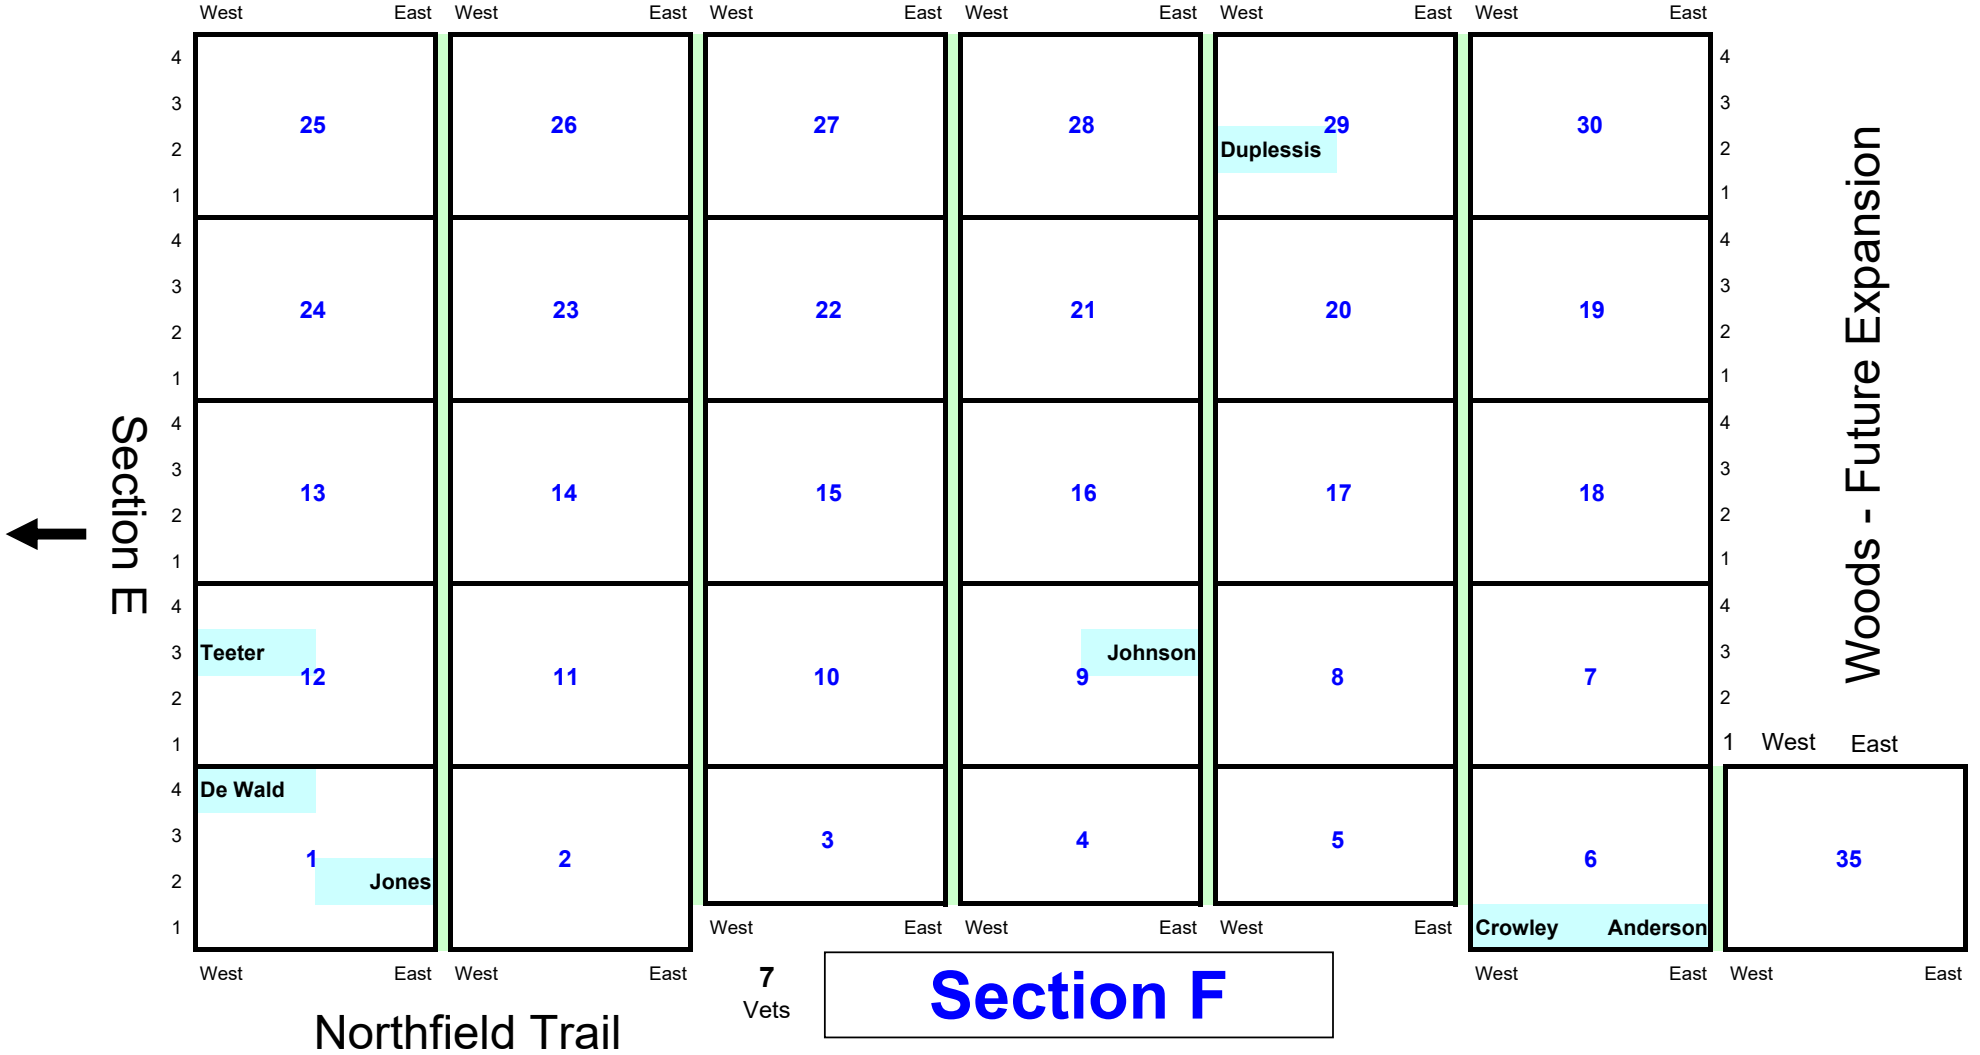 West East West East West East West East West East West East
4 4
3 3
25 26 27 28 29 30
2 Duplessis 2
1 1
4 4
3 3
24 23 22 21 20 19
2 2
1 1
4 4
3 3
13 14 15 16 17 18
2 2
1 1
4 4
3 Teeter Johnson 3
12 11 10 9 8 7
2 2
1 1 West East
4 De Wald
3 3 4 5
1 2 6 35
2 Jones
1 West East West East West East Crowley Anderson
West East West East West East West East
7
Vets
Section F
Northfield Trail
Section E
Woods - Future Expansion